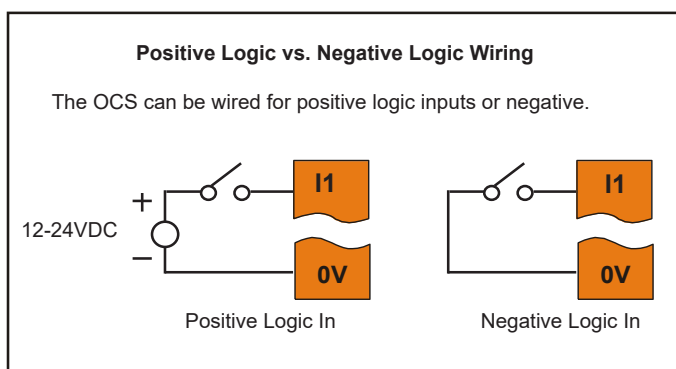 Positive Logic vs. Negative Logic Wiring
The OCS can be wired for positive logic inputs or negative.
I1
I1
+
12-24VDC
–
0V
0V
Positive Logic In
Negative Logic In